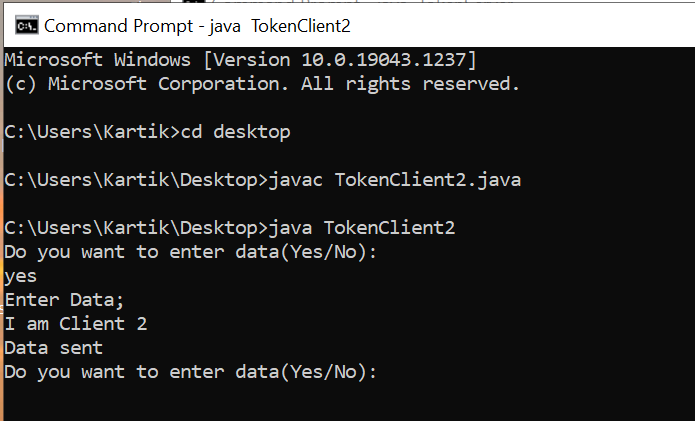 Command Prompt - java  TokenClient2
Microsoft Windows [Version 10.0.19043.1237]
(c) Microsoft Corporation. All rights reserved.
C:\Users\Kartik>cd desktop
C:\Users\Kartik\Desktop>javac TokenClient2.java
C:\Users\Kartik\Desktop>java TokenClient2
Do you want to enter data(Yes/No):
yes
Enter Data;
I am Client 2
Data sent
Do you want to enter data(Yes/No):